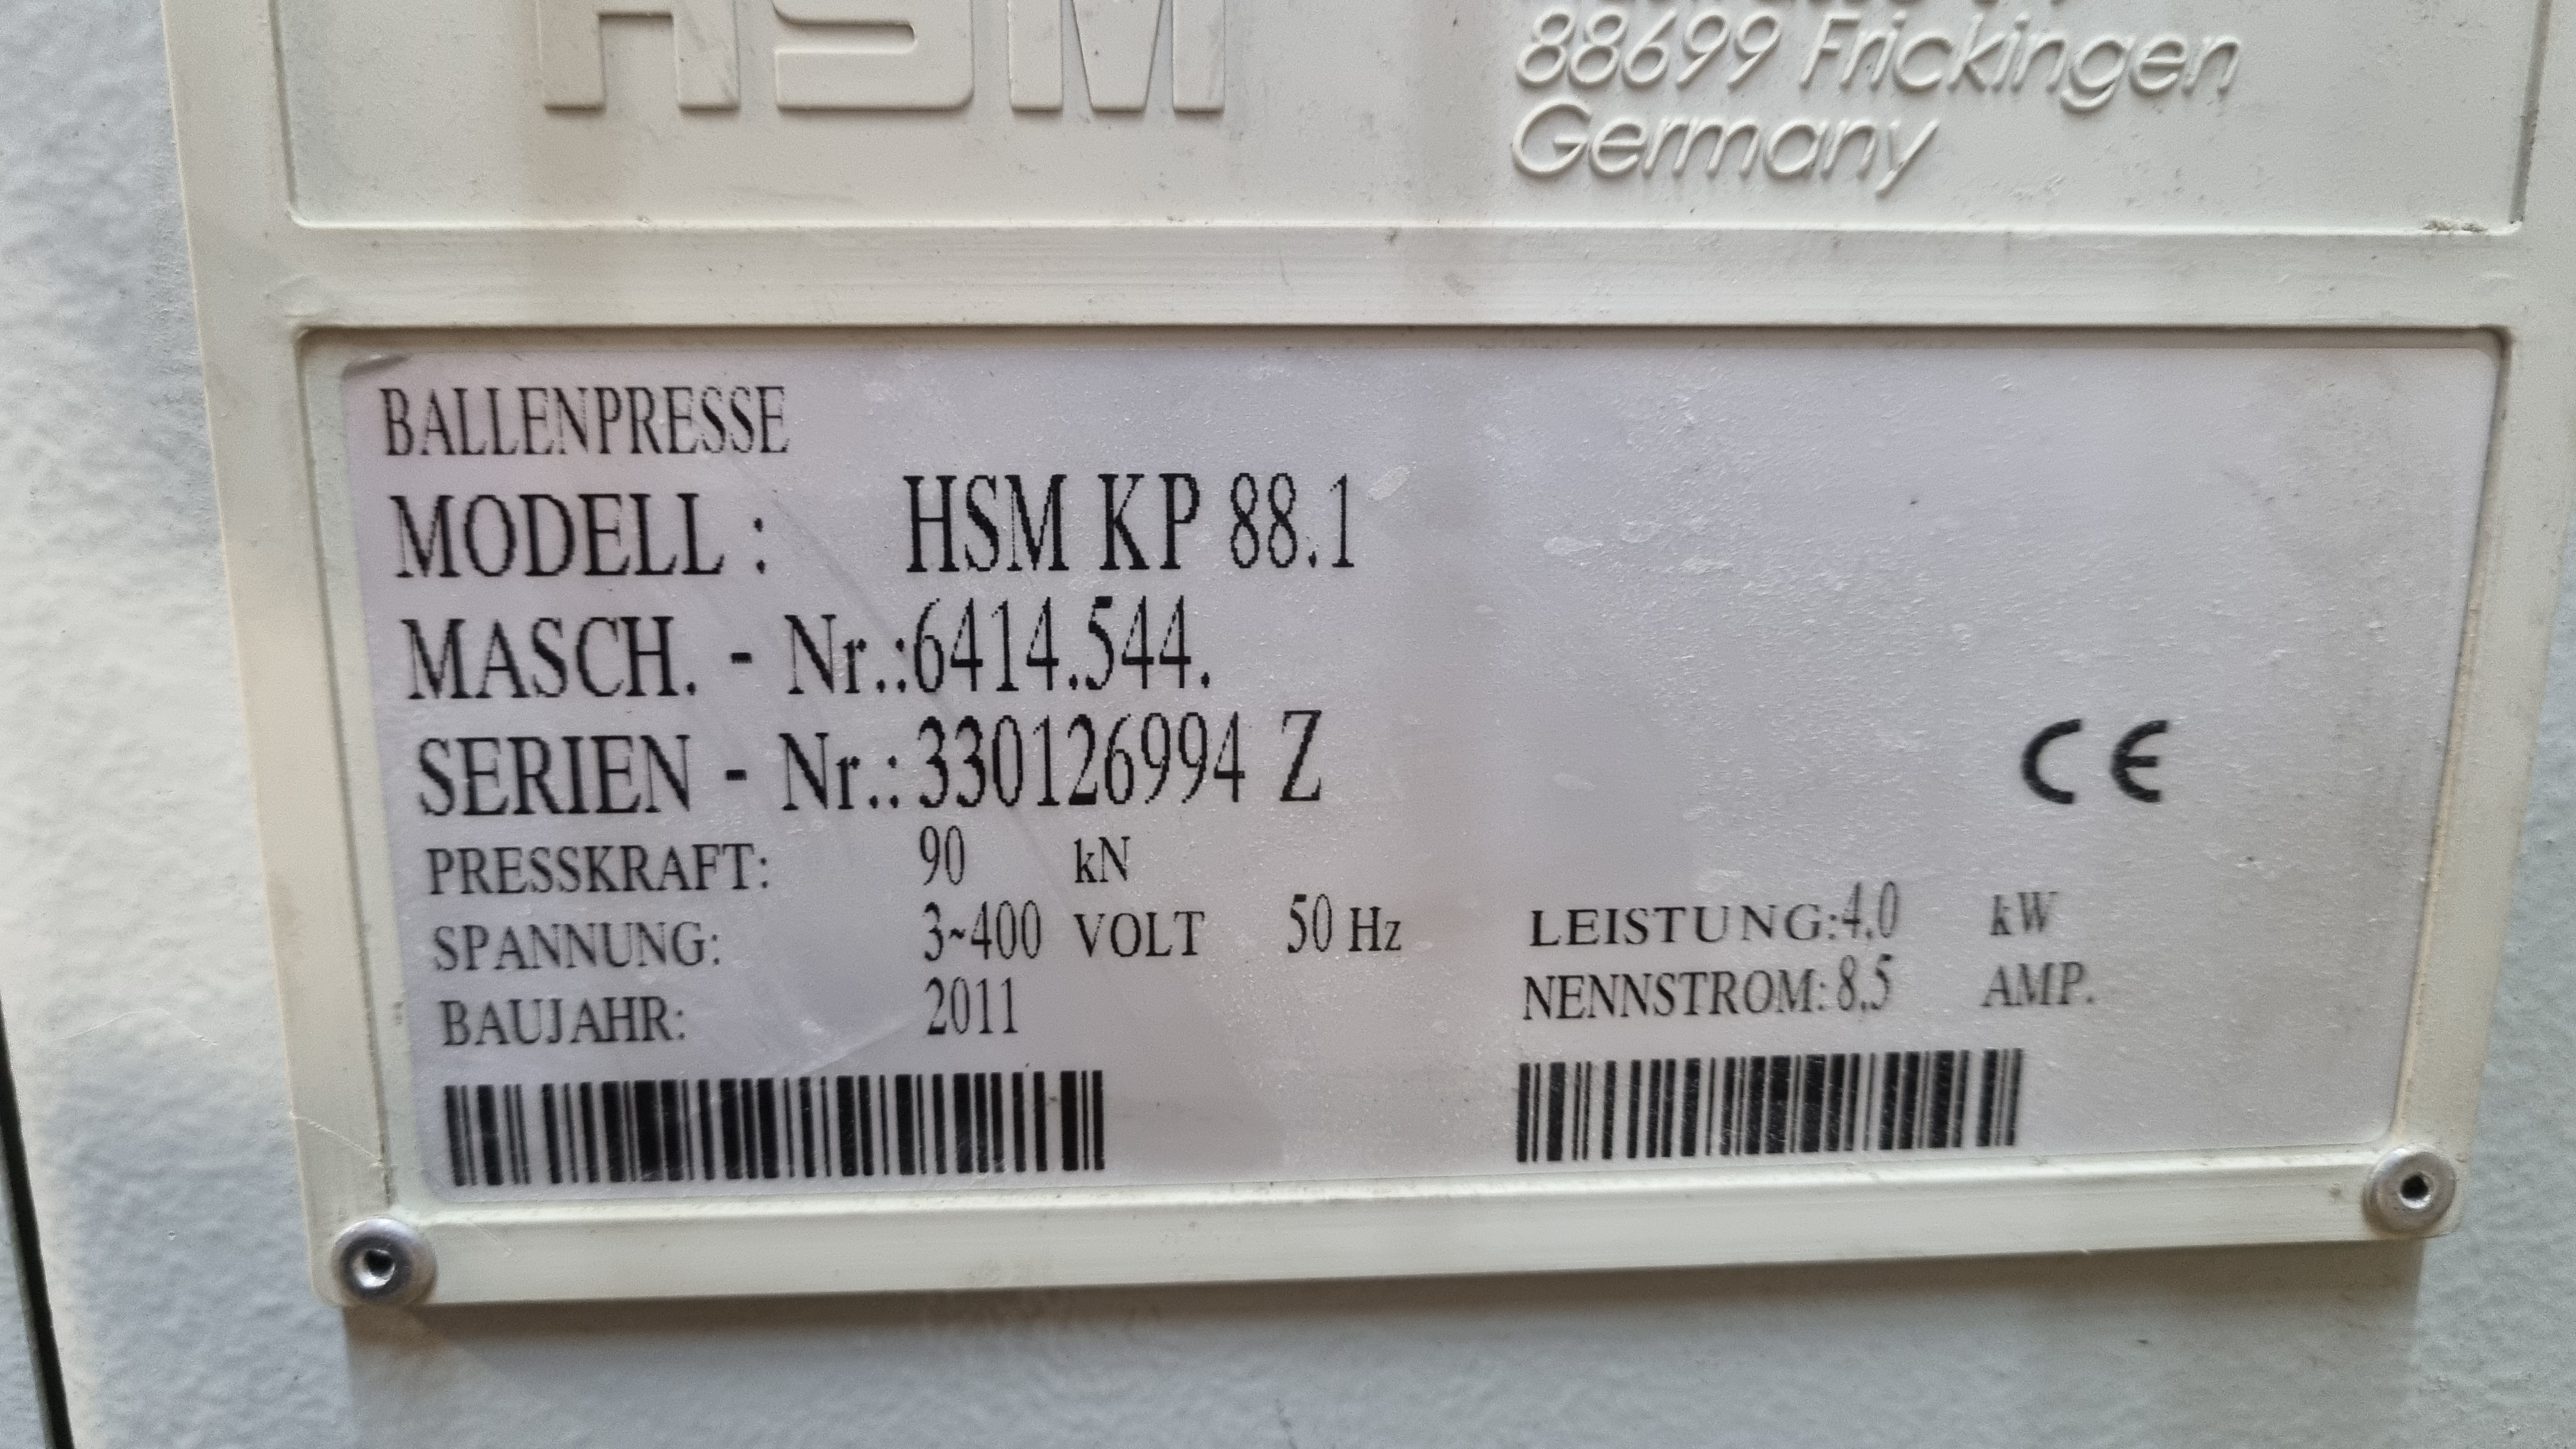 HSM
88699 Frickingen
Germany
BALLENPRESSE
MODELL : HSM KP 88.1
MASCH. - Nr.:6414.544.
SERIEN - Nr.: 330126994 Z
CE
PRESSKRAFT: 90 kN
SPANNUNG: 3~400 VOLT 50 Hz LEISTUNG:4.0 kW
BAUJAHR: 2011 NENNSTROM:8.5 AMP.